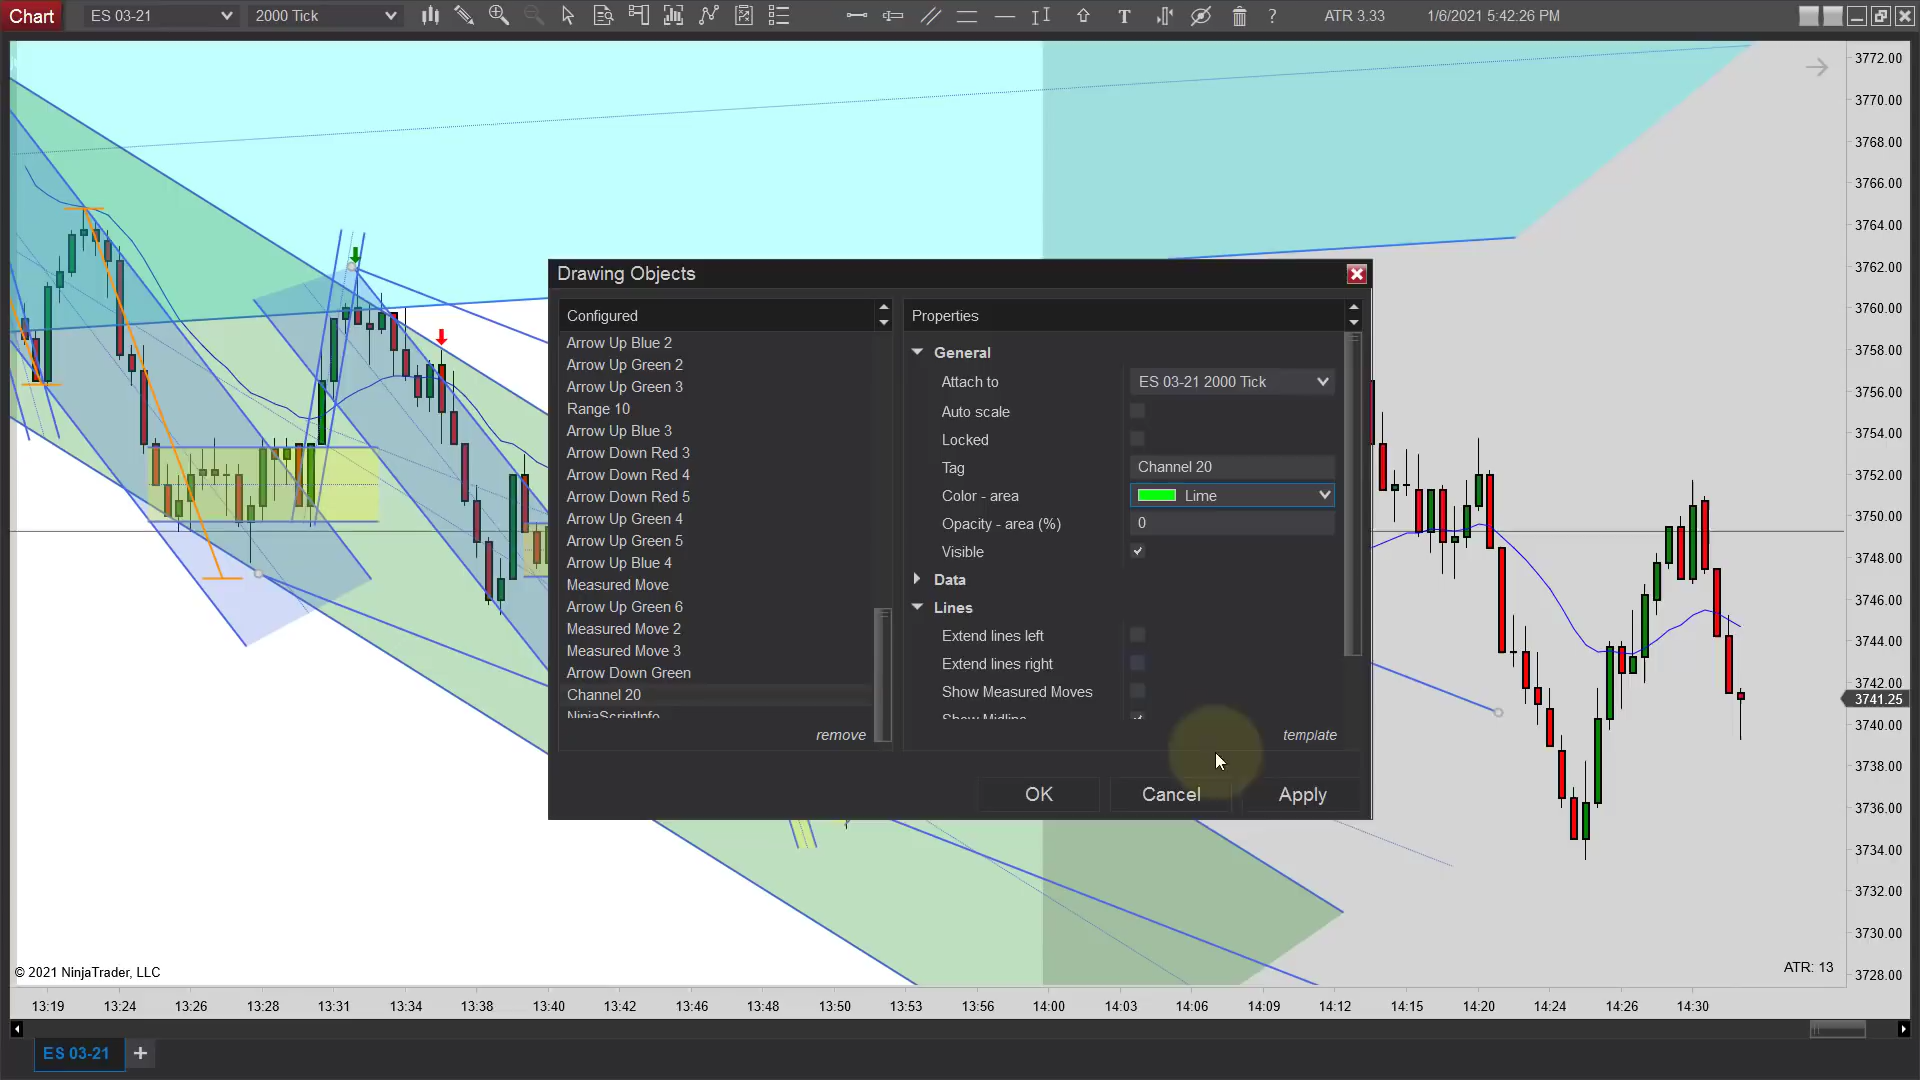 Chart ES 03-21 2000 Tick T ? ATR 3.33 1/6/2021 5:42:26 PM
3772.00
3770.00
3768.00
3766.00
3764.00
3762.00
3760.00
3758.00
3756.00
3754.00
3752.00
3750.00
3748.00
3746.00
3744.00
3742.00
3741.25
3740.00
3738.00
3736.00
3734.00
3732.00
3730.00
3728.00
Drawing Objects
Configured
Arrow Up Blue 2
Arrow Up Green 2
Arrow Up Green 3
Range 10
Arrow Up Blue 3
Arrow Down Red 3
Arrow Down Red 4
Arrow Down Red 5
Arrow Up Green 4
Arrow Up Green 5
Arrow Up Blue 4
Measured Move
Arrow Up Green 6
Measured Move 2
Measured Move 3
Arrow Down Green
Channel 20
NinjaScriptInfo
remove
Properties
General
Attach to ES 03-21 2000 Tick
Auto scale
Locked
Tag Channel 20
Color - area Lime
Opacity - area (%) 0
Visible
Data
Lines
Extend lines left
Extend lines right
Show Measured Moves
Show Midline
template
OK Cancel Apply
© 2021 NinjaTrader, LLC
ATR: 13
13:19 13:24 13:26 13:28 13:31 13:34 13:38 13:40 13:42 13:46 13:48 13:50 13:53 13:56 14:00 14:03 14:06 14:09 14:12 14:15 14:20 14:24 14:26 14:30
ES 03-21 +